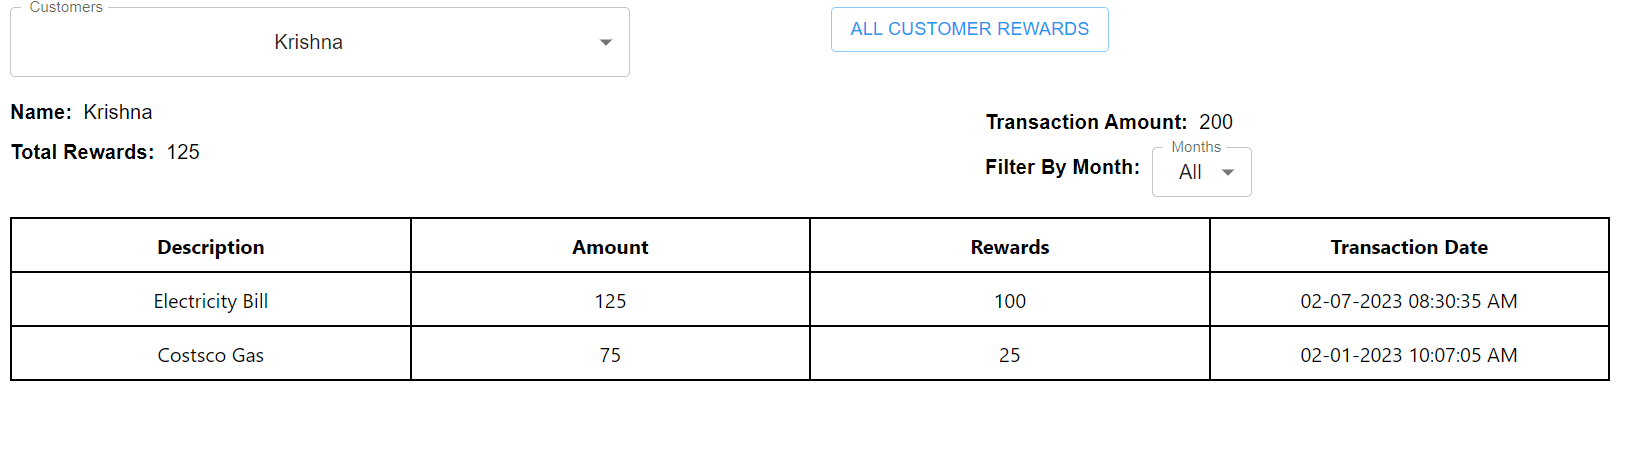 Customers
Krishna
ALL CUSTOMER REWARDS
Name: Krishna
Total Rewards: 125
Transaction Amount: 200
Filter By Month:
Months
All
Description Amount Rewards Transaction Date
Electricity Bill 125 100 02-07-2023 08:30:35 AM
Costsco Gas 75 25 02-01-2023 10:07:05 AM